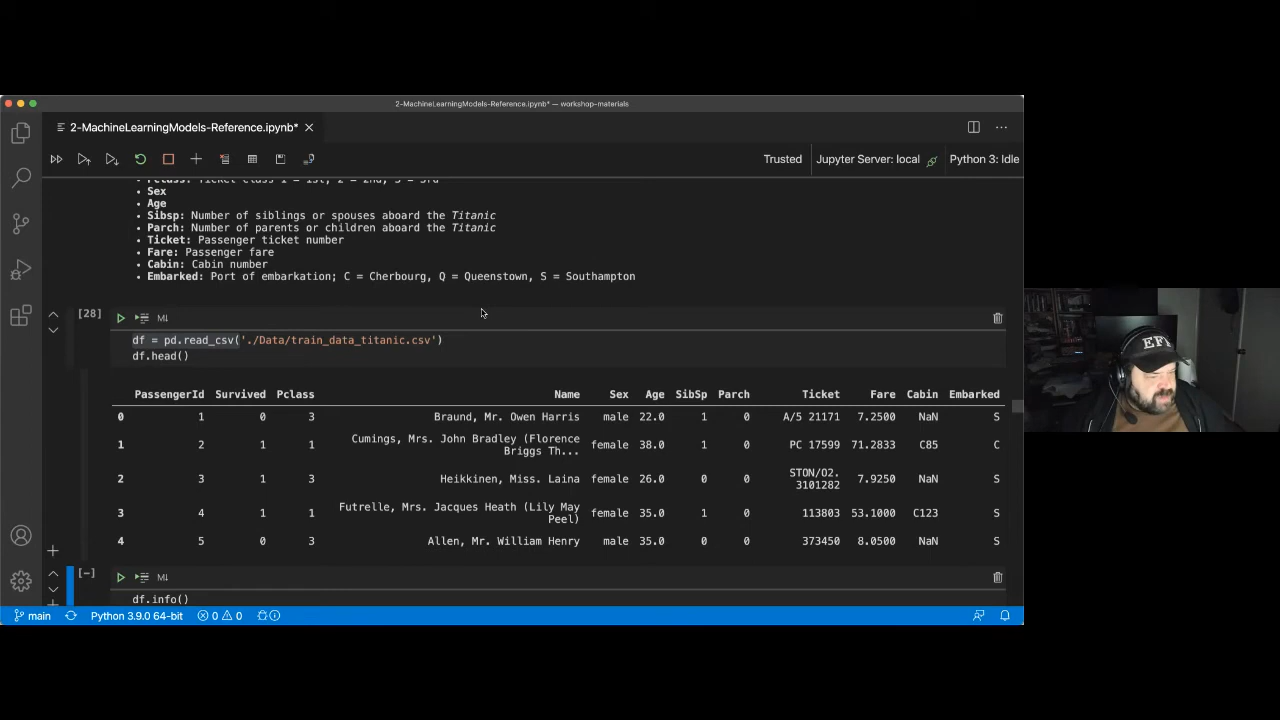 2-MachineLearningModels-Reference.ipynb* — workshop-materials
2-MachineLearningModels-Reference.ipynb*
Trusted
Jupyter Server: local
Python 3: Idle
• Pclass: Ticket class 1 = 1st, 2 = 2nd, 3 = 3rd
• Sex
• Age
• Sibsp: Number of siblings or spouses aboard the Titanic
• Parch: Number of parents or children aboard the Titanic
• Ticket: Passenger ticket number
• Fare: Passenger fare
• Cabin: Cabin number
• Embarked: Port of embarkation; C = Cherbourg, Q = Queenstown, S = Southampton
[28]
M↓
df = pd.read_csv('./Data/train_data_titanic.csv')
df.head()
PassengerId Survived Pclass Name Sex Age SibSp Parch Ticket Fare Cabin Embarked
0 1 0 3 Braund, Mr. Owen Harris male 22.0 1 0 A/5 21171 7.2500 NaN S
1 2 1 1 Cumings, Mrs. John Bradley (Florence Briggs Th... female 38.0 1 0 PC 17599 71.2833 C85 C
2 3 1 3 Heikkinen, Miss. Laina female 26.0 0 0 STON/O2. 3101282 7.9250 NaN S
3 4 1 1 Futrelle, Mrs. Jacques Heath (Lily May Peel) female 35.0 1 0 113803 53.1000 C123 S
4 5 0 3 Allen, Mr. William Henry male 35.0 0 0 373450 8.0500 NaN S
[-]
M↓
df.info()
main
Python 3.9.0 64-bit
0
0